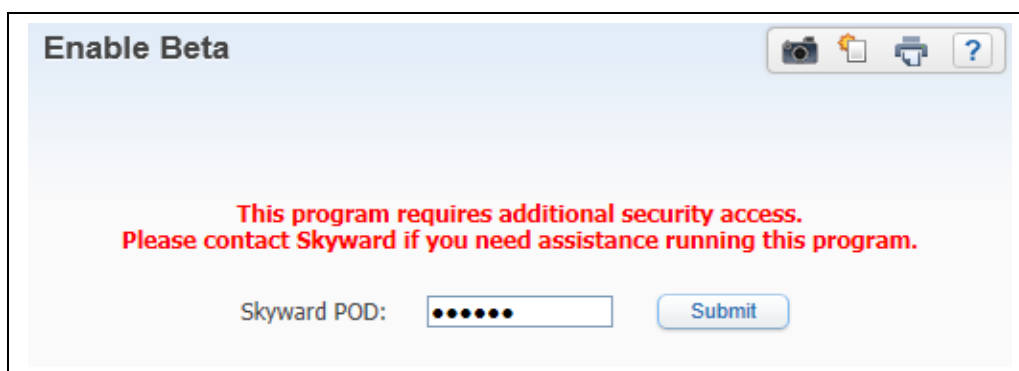 Enable Beta
?
This program requires additional security access.
Please contact Skyward if you need assistance running this program.
Skyward POD: •••••• Submit